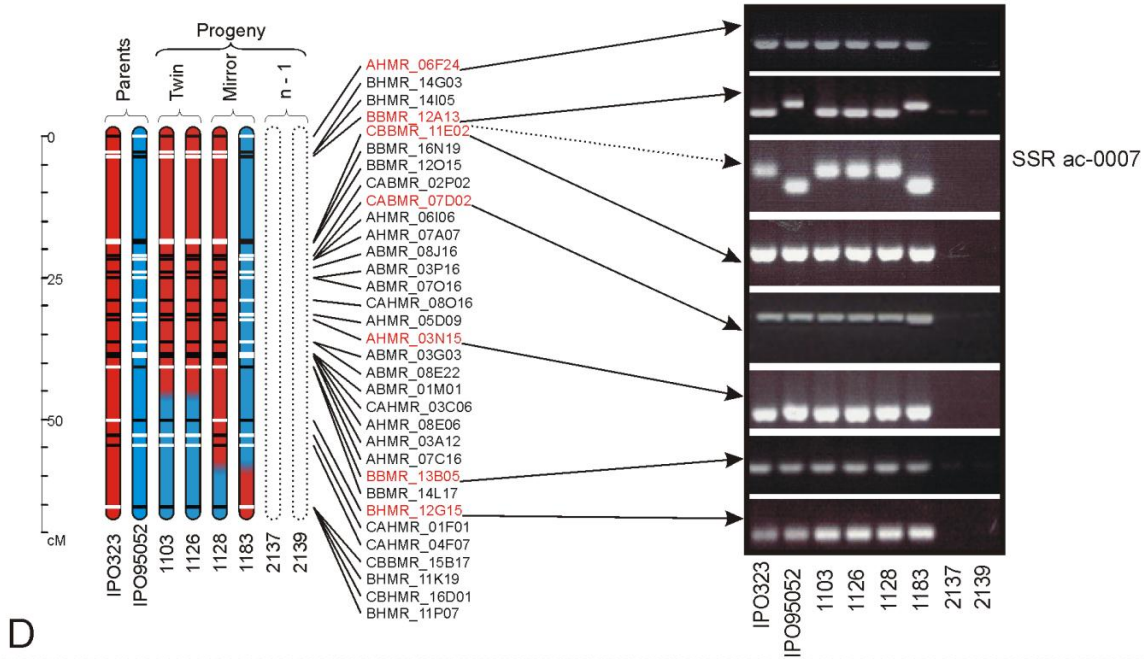 Progeny
Parents
Twin
Mirror
n - 1
0
25
50
cM
IPO323
IPO95052
1103
1126
1128
1183
2137
2139
AHMR_06F24
BHMR_14G03
BHMR_14I05
BBMR_12A13
CBBMR_11E02
BBMR_16N19
BBMR_12O15
CABMR_02P02
CABMR_07D02
AHMR_06I06
AHMR_07A07
ABMR_08J16
ABMR_03P16
ABMR_07O16
CAHMR_08O16
AHMR_05D09
AHMR_03N15
ABMR_03G03
ABMR_08E22
ABMR_01M01
CAHMR_03C06
AHMR_08E06
AHMR_03A12
AHMR_07C16
BBMR_13B05
BBMR_14L17
BHMR_12G15
CAHMR_01F01
CAHMR_04F07
CBBMR_15B17
BHMR_11K19
CBHMR_16D01
BHMR_11P07
SSR ac-0007
IPO323
IPO95052
1103
1126
1128
1183
2137
2139
D